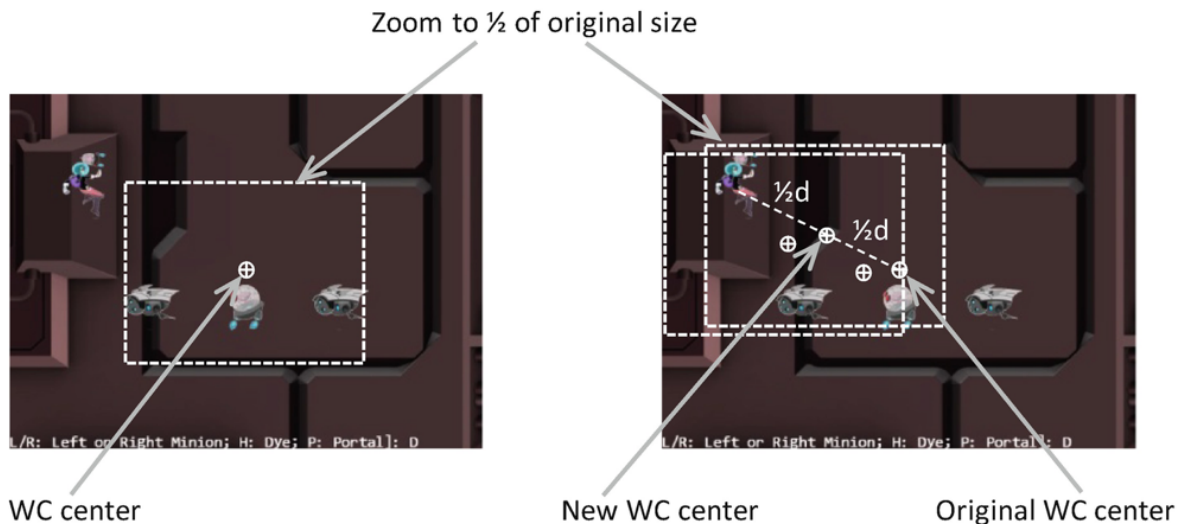 Zoom to ½ of original size
½d
½d
L/R: Left or Right Minion; H: Dye; P: Portal]: D
L/R: Left or Right Minion; H: Dye; P: Portal]: D
WC center
New WC center
Original WC center